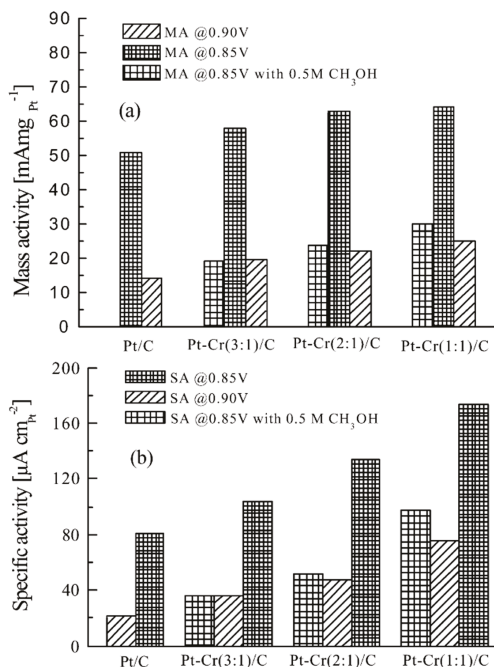 MA @0.90V
MA @0.85V
MA @0.85V with 0.5M CH₃OH
(a)
Mass activity [mAmg_Pt⁻¹]
90
80
70
60
50
40
30
20
10
0
Pt/C Pt-Cr(3:1)/C Pt-Cr(2:1)/C Pt-Cr(1:1)/C
SA @0.85V
SA @0.90V
SA @0.85V with 0.5 M CH₃OH
(b)
Specific activity [µA cm_Pt⁻²]
200
160
120
80
40
0
Pt/C Pt-Cr(3:1)/C Pt-Cr(2:1)/C Pt-Cr(1:1)/C